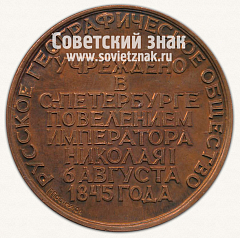 Советский знак
www.sovietznak.ru
РУССКОЕ ГЕОГРАФИЧЕСКОЕ ОБЩЕСТВО
УЧРЕЖДЕНО
В
С-ПЕТЕРБУРГЕ
ПОВЕЛЕНИЕМ
ИМПЕРАТОРА
НИКОЛАЯ I
6 АВГУСТА
1845 ГОДА